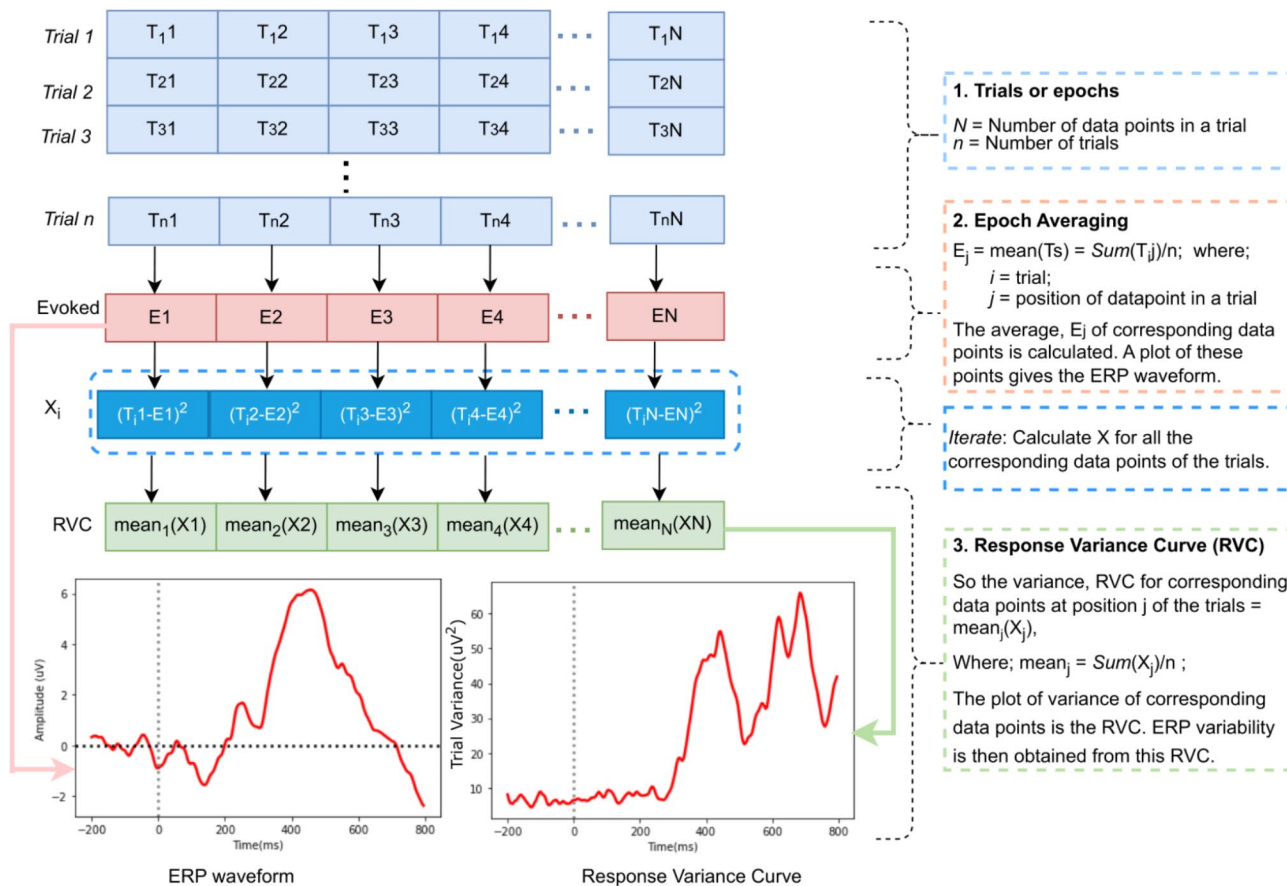 Trial 1 T₁1 T₁2 T₁3 T₁4 T₁N
Trial 2 T21 T22 T23 T24 T2N
Trial 3 T31 T32 T33 T34 T3N
Trial n Tn1 Tn2 Tn3 Tn4 TnN
Evoked E1 E2 E3 E4 EN
Xᵢ (Tᵢ1-E1)² (Tᵢ2-E2)² (Tᵢ3-E3)² (Tᵢ4-E4)² (TᵢN-EN)²
RVC mean₁(X1) mean₂(X2) mean₃(X3) mean₄(X4) meanN(XN)
1. Trials or epochs
N = Number of data points in a trial
n = Number of trials
2. Epoch Averaging
Eⱼ = mean(Ts) = Sum(Tᵢj)/n; where;
i = trial;
j = position of datapoint in a trial
The average, Eⱼ of corresponding data
points is calculated. A plot of these
points gives the ERP waveform.
Iterate: Calculate X for all the
corresponding data points of the trials.
3. Response Variance Curve (RVC)
So the variance, RVC for corresponding
data points at position j of the trials =
meanⱼ(Xⱼ),
Where; meanⱼ = Sum(Xⱼ)/n ;
The plot of variance of corresponding
data points is the RVC. ERP variability
is then obtained from this RVC.
Amplitude (uV)
6
4
2
0
−2
−200 0 200 400 600 800
Time(ms)
ERP waveform
Trial Variance(uV²)
60
50
40
30
20
10
−200 0 200 400 600 800
Time(ms)
Response Variance Curve